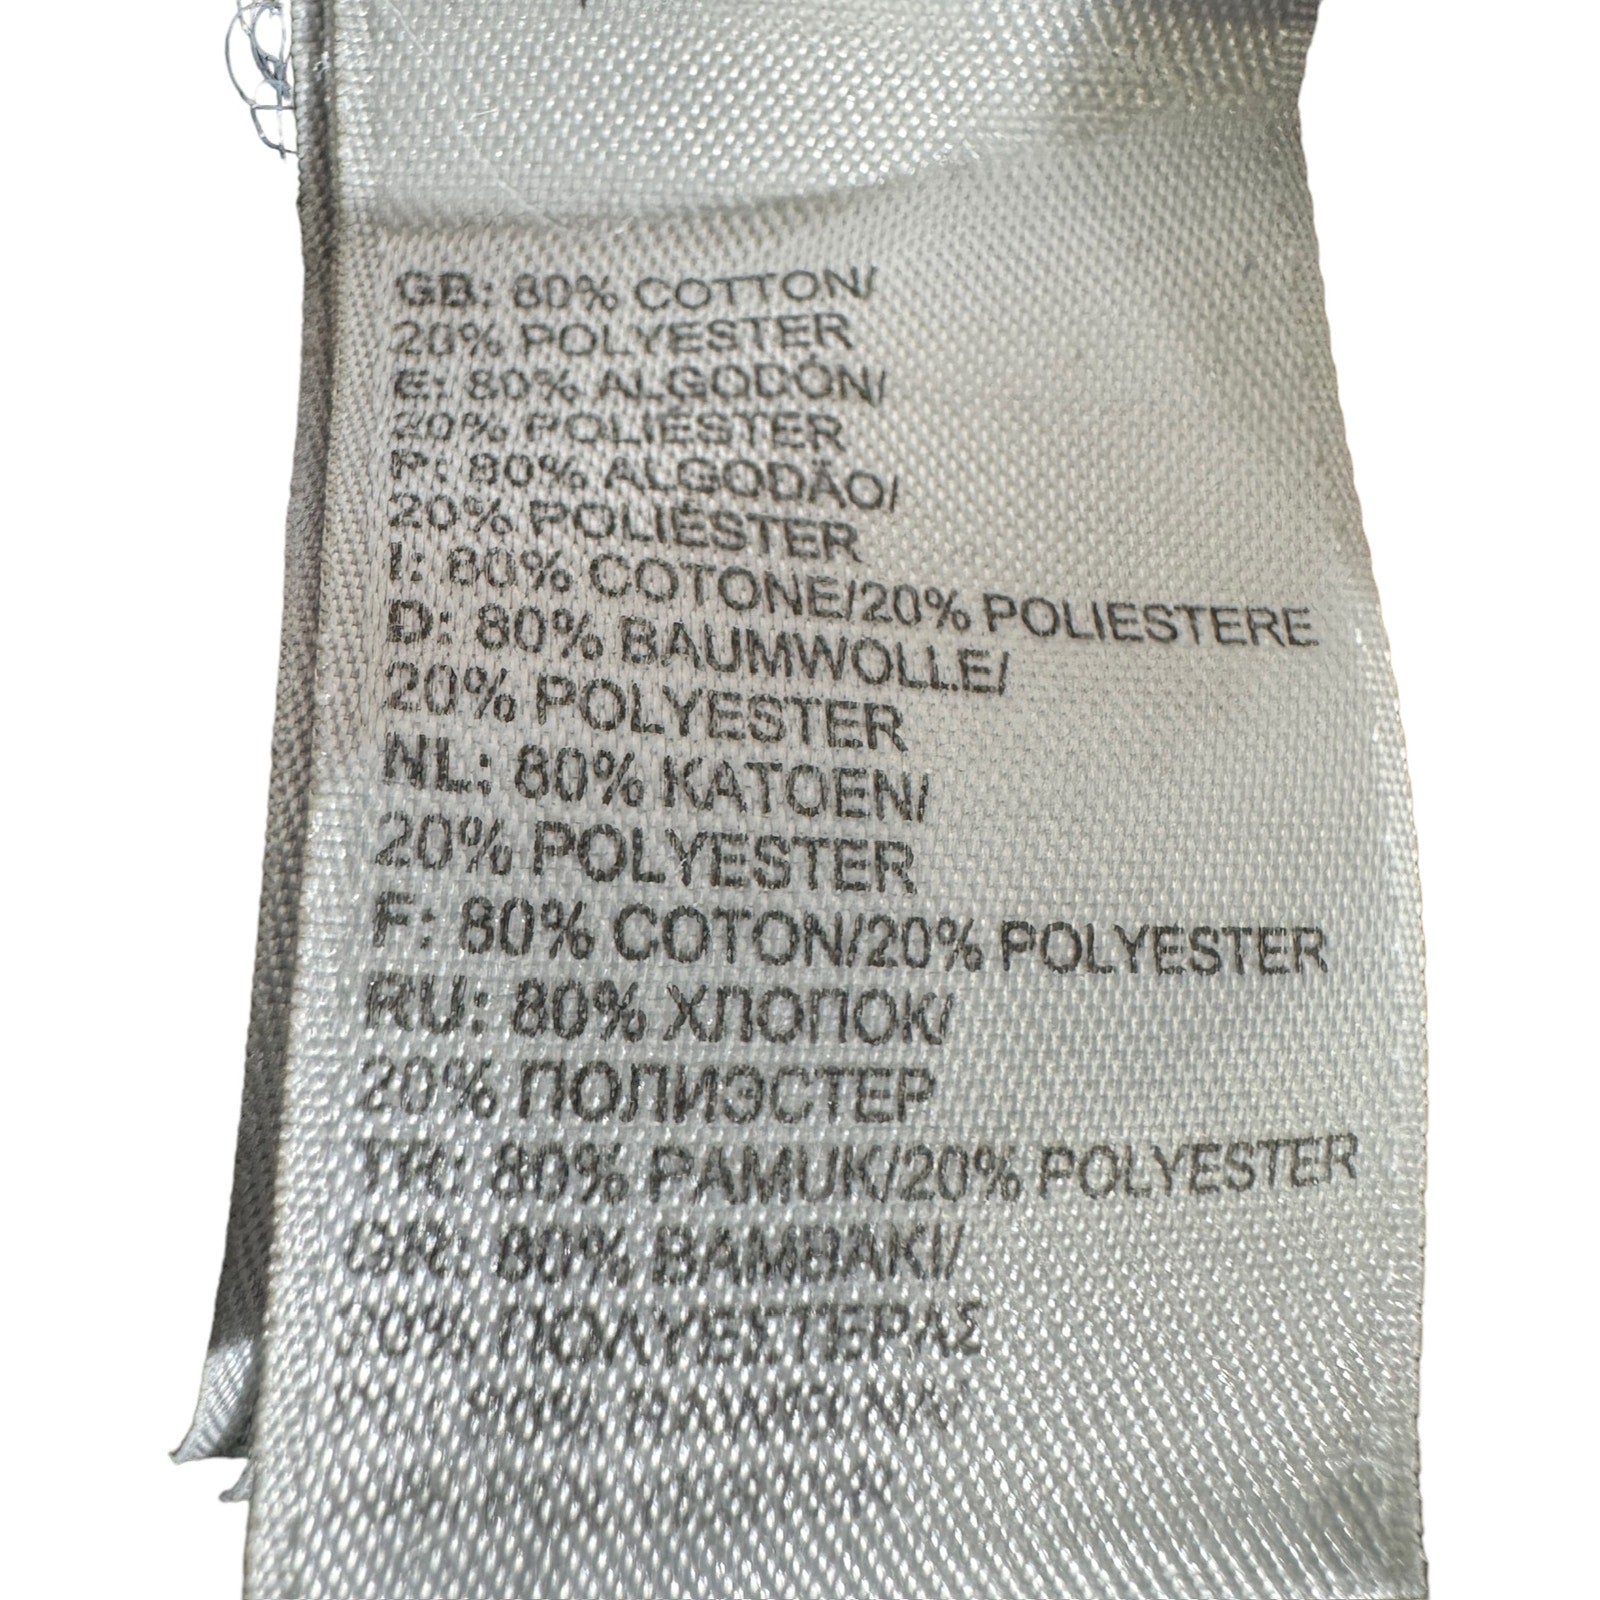 GB: 80% COTTON/
20% POLYESTER
E: 80% ALGODÓN/
20% POLIÉSTER
P: 80% ALGODÃO/
20% POLIÉSTER
I: 80% COTONE/20% POLIESTERE
D: 80% BAUMWOLLE/
20% POLYESTER
NL: 80% KATOEN/
20% POLYESTER
F: 80% COTON/20% POLYESTER
RU: 80% ХЛОПОК/
20% ПОЛИЭСТЕР
TR: 80% PAMUK/20% POLYESTER
GR: 80% ΒΑΜΒΑΚΙ/
20% ΠΟΛΥΕΣΤΕΡΑΣ